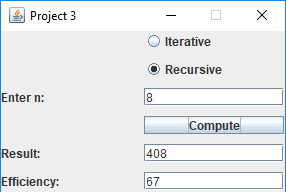 Project 3
Iterative
Recursive
Enter n: 8
Compute
Result: 408
Efficiency: 67